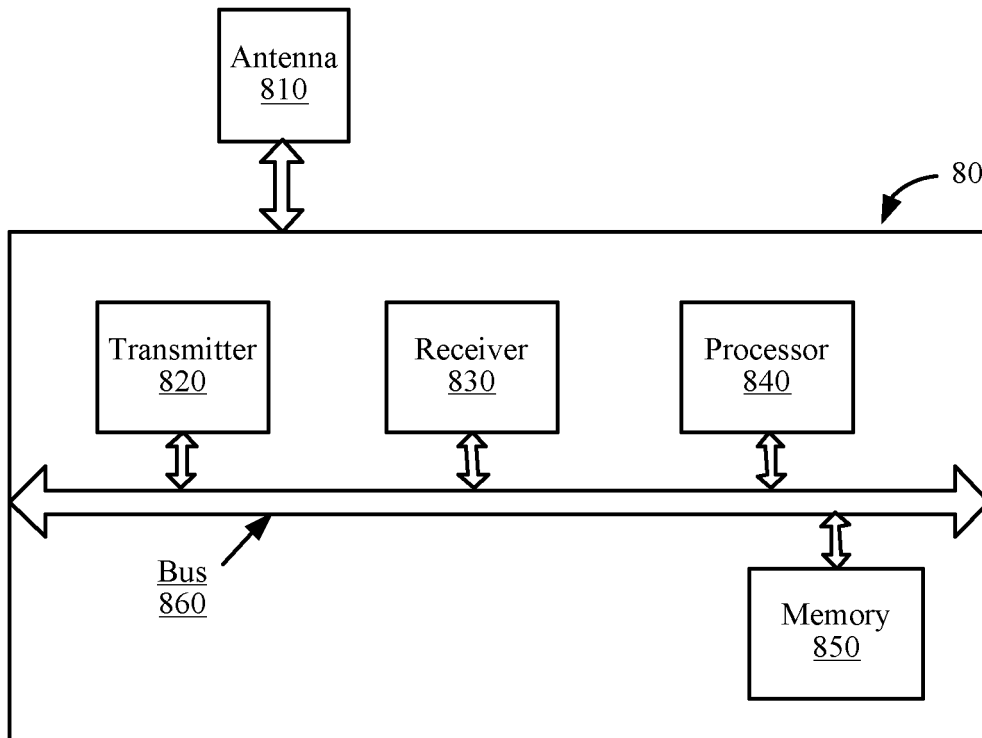 Antenna
810
80
Transmitter
820
Receiver
830
Processor
840
Bus
860
Memory
850